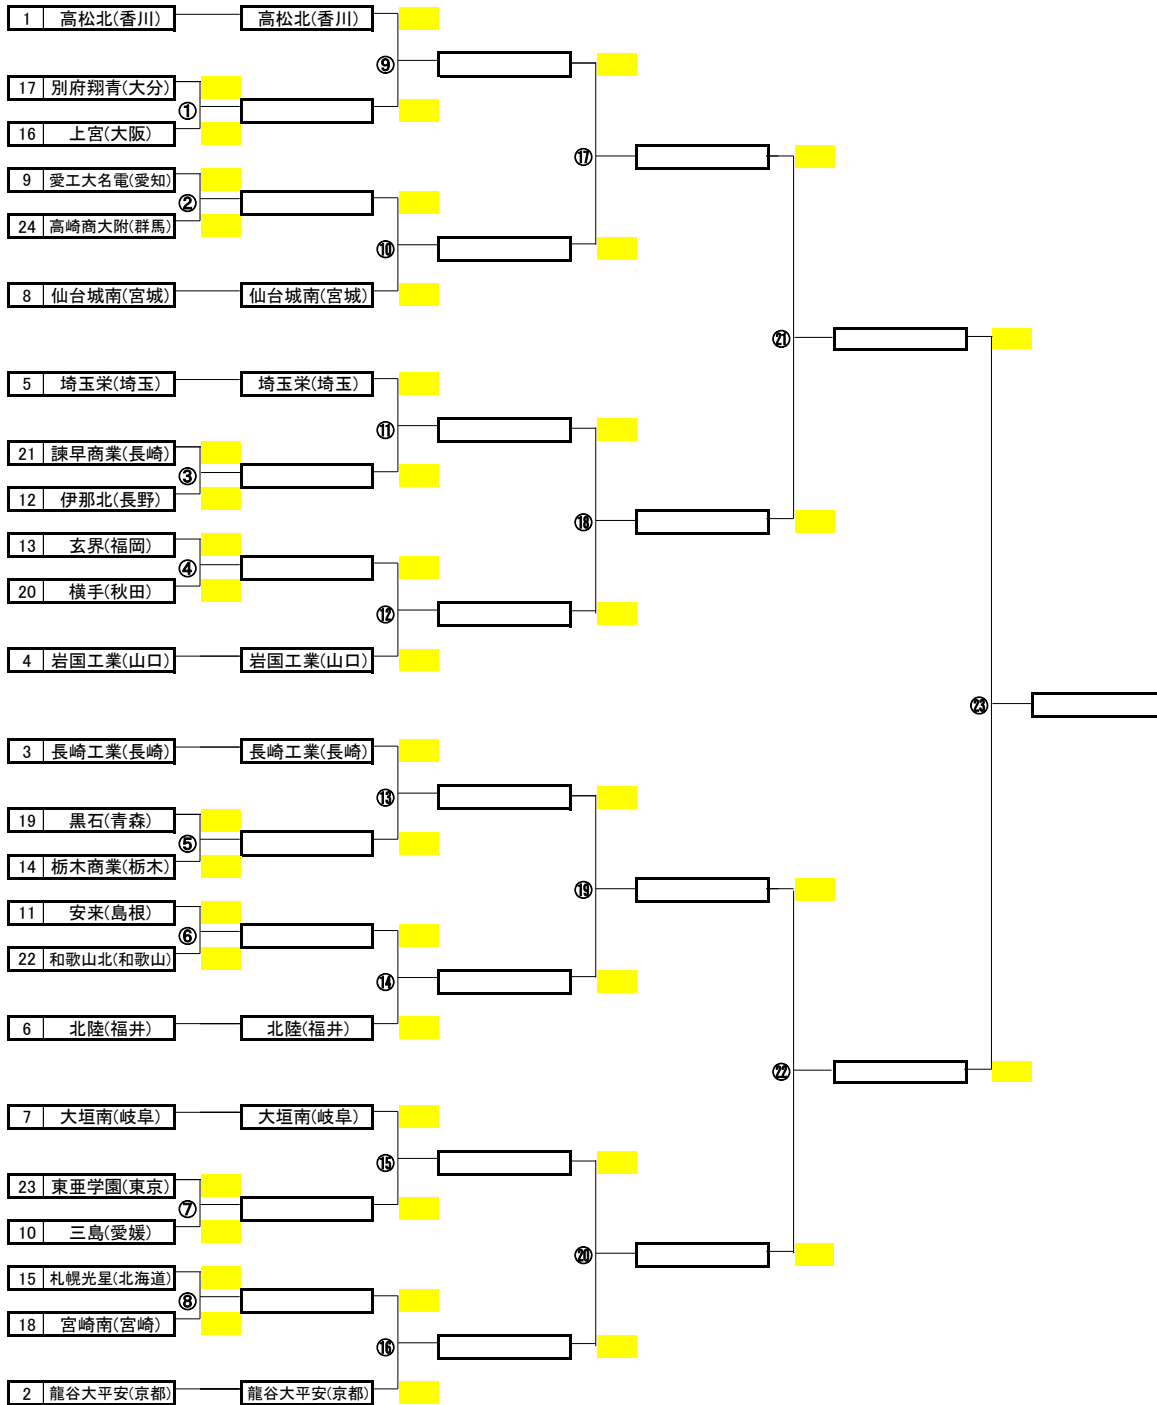 1 高松北(香川) 高松北(香川)
⑨
17 別府翔青(大分)
①
16 上宮(大阪)
⑰
9 愛工大名電(愛知)
②
24 高崎商大附(群馬)
⑩
8 仙台城南(宮城) 仙台城南(宮城)
㉑
5 埼玉栄(埼玉) 埼玉栄(埼玉)
⑪
21 諫早商業(長崎)
③
12 伊那北(長野)
⑱
13 玄界(福岡)
④
20 横手(秋田)
⑫
4 岩国工業(山口) 岩国工業(山口)
㉓
3 長崎工業(長崎) 長崎工業(長崎)
⑬
19 黒石(青森)
⑤
14 栃木商業(栃木)
⑲
11 安来(島根)
⑥
22 和歌山北(和歌山)
⑭
6 北陸(福井) 北陸(福井)
㉒
7 大垣南(岐阜) 大垣南(岐阜)
⑮
23 東亜学園(東京)
⑦
10 三島(愛媛)
⑳
15 札幌光星(北海道)
⑧
18 宮崎南(宮崎)
⑯
2 龍谷大平安(京都) 龍谷大平安(京都)